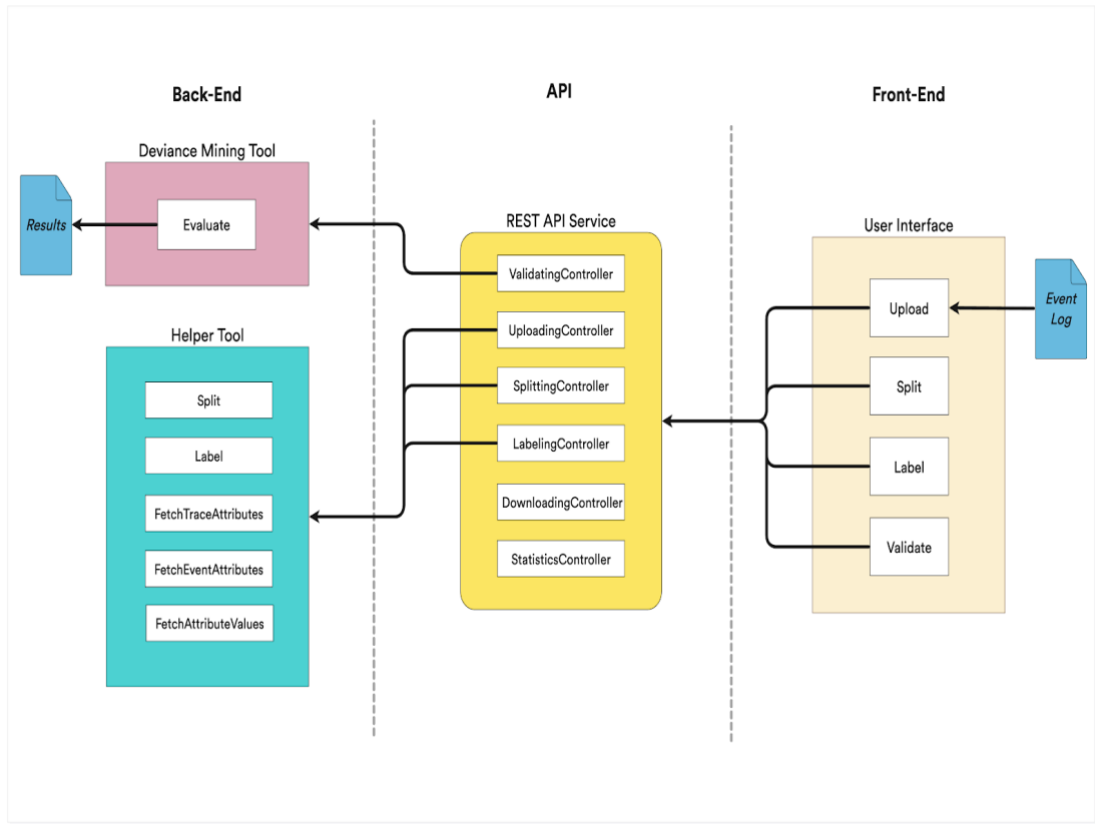 Back-End
API
Front-End
Deviance Mining Tool
Evaluate
Results
Helper Tool
Split
Label
FetchTraceAttributes
FetchEventAttributes
FetchAttributeValues
REST API Service
ValidatingController
UploadingController
SplittingController
LabelingController
DownloadingController
StatisticsController
User Interface
Upload
Split
Label
Validate
Event
Log